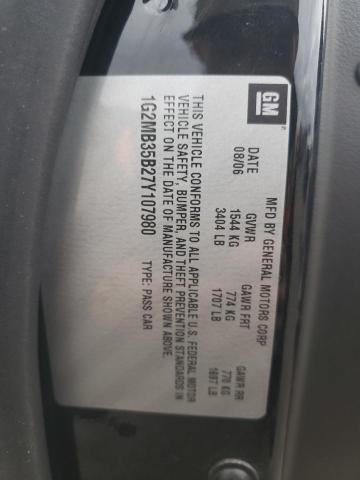 GM
MFD BY GENERAL MOTORS CORP
DATE GVWR GAWR FRT GAWR RR
08/06 1544 KG 774 KG 770 KG
3404 LB 1707 LB 1697 LB
THIS VEHICLE CONFORMS TO ALL APPLICABLE U.S. FEDERAL MOTOR
VEHICLE SAFETY, BUMPER, AND THEFT PREVENTION STANDARDS IN
EFFECT ON THE DATE OF MANUFACTURE SHOWN ABOVE.
1G2MB35B27Y107980 TYPE: PASS CAR